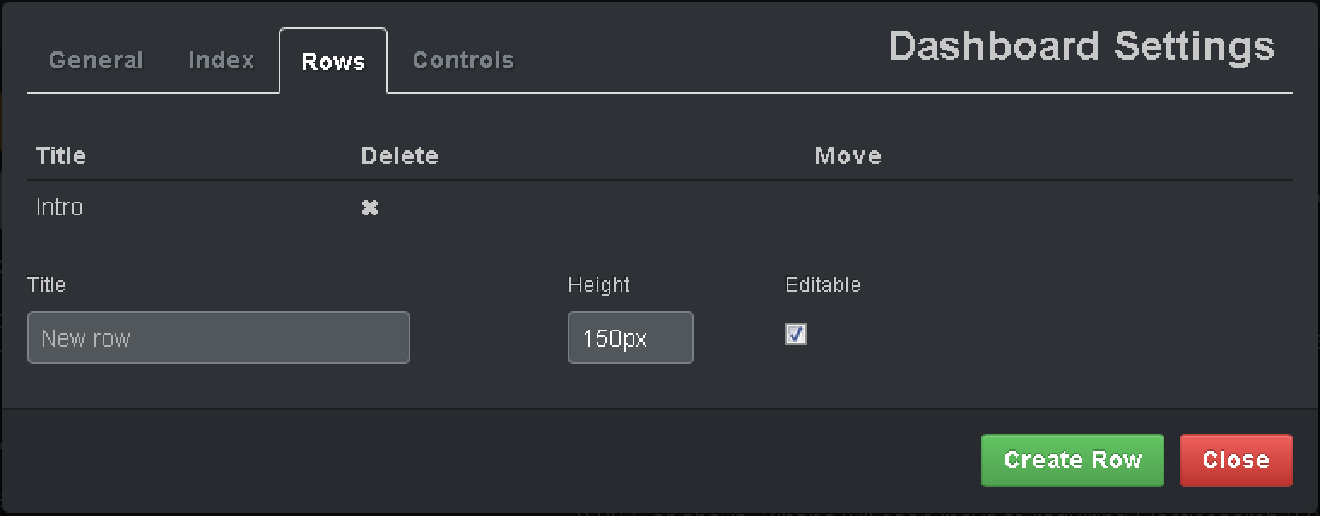 General Index Rows Controls Dashboard Settings
Title Delete Move
Intro
Title Height Editable
New row 150px
Create Row Close